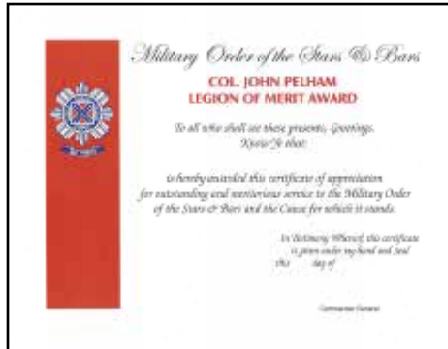 Military Order of the Stars & Bars
COL. JOHN PELHAM
LEGION OF MERIT AWARD
To all who shall see these presents, Greetings.
Know Ye that:
is hereby awarded this certificate of appreciation
for outstanding and meritorious service to the Military Order
of the Stars & Bars and the Cause for which it stands.
In Testimony Whereof, this certificate
is given under my hand and seal
this day of
Commander General